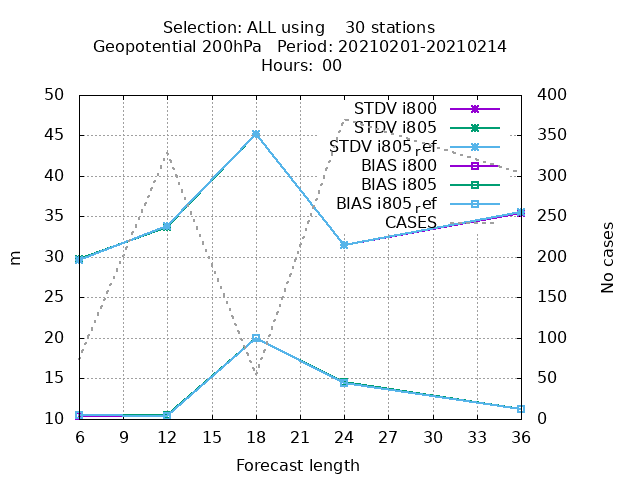 Selection: ALL using    30 stations
Geopotential 200hPa   Period: 20210201-20210214
Hours: 00
50
45
40
35
30
25
20
15
10
m
400
350
300
250
200
150
100
50
0
No cases
STDV i800
STDV i805
STDV i805ref
BIAS i800
BIAS i805
BIAS i805ref
CASES
6 9 12 15 18 21 24 27 30 33 36
Forecast length